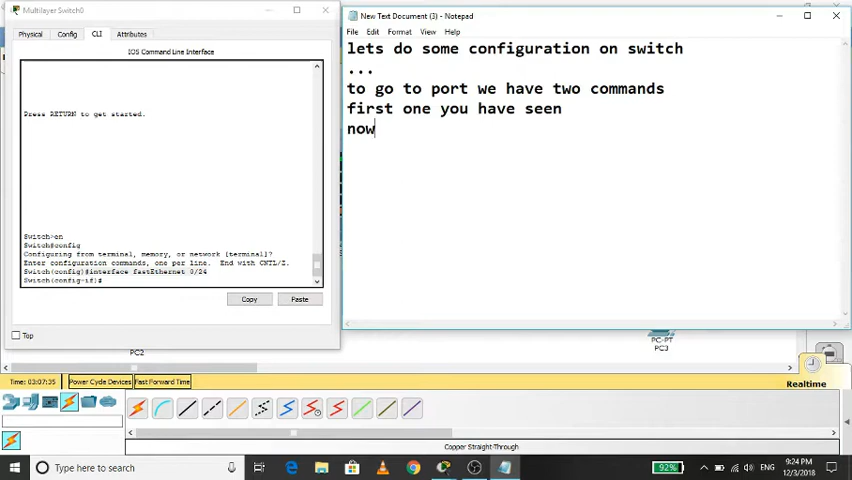 Multilayer Switch0
Physical
Config
CLI
Attributes
IOS Command Line Interface
Press RETURN to get started.
Switch>en
Switch#config
Configuring from terminal, memory, or network [terminal]?
Enter configuration commands, one per line.  End with CNTL/Z.
Switch(config)#interface fastEthernet 0/24
Switch(config-if)#
Copy
Paste
Top
New Text Document (3) - Notepad
File
Edit
Format
View
Help
lets do some configuration on switch
...
to go to port we have two commands
first one you have seen
now
PC2
PC-PT
PC3
Time: 03:07:35
Power Cycle Devices
Fast Forward Time
Realtime
Copper Straight-Through
Type here to search
92%
ENG
9:24 PM